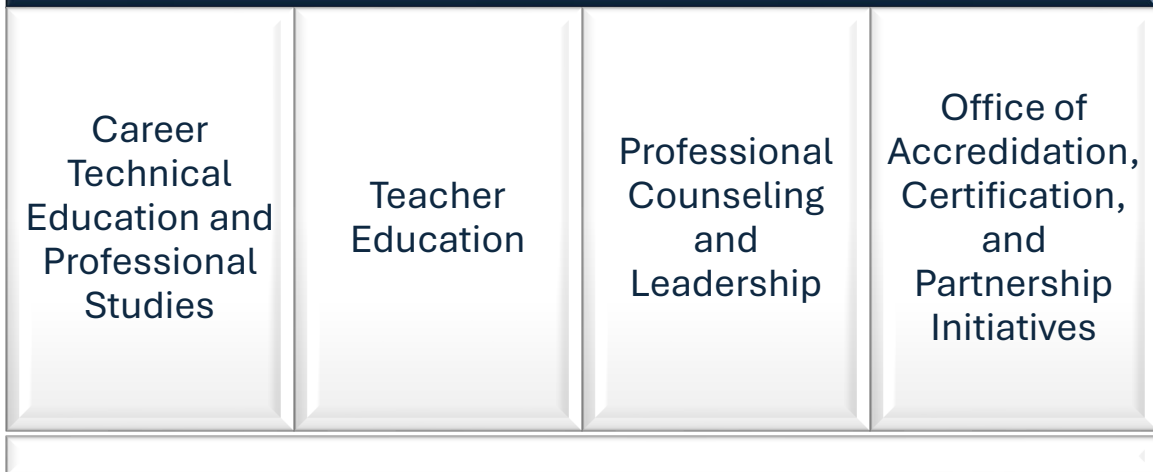 Career
Technical
Education and
Professional
Studies
Teacher
Education
Professional
Counseling
and
Leadership
Office of
Accredidation,
Certification,
and
Partnership
Initiatives